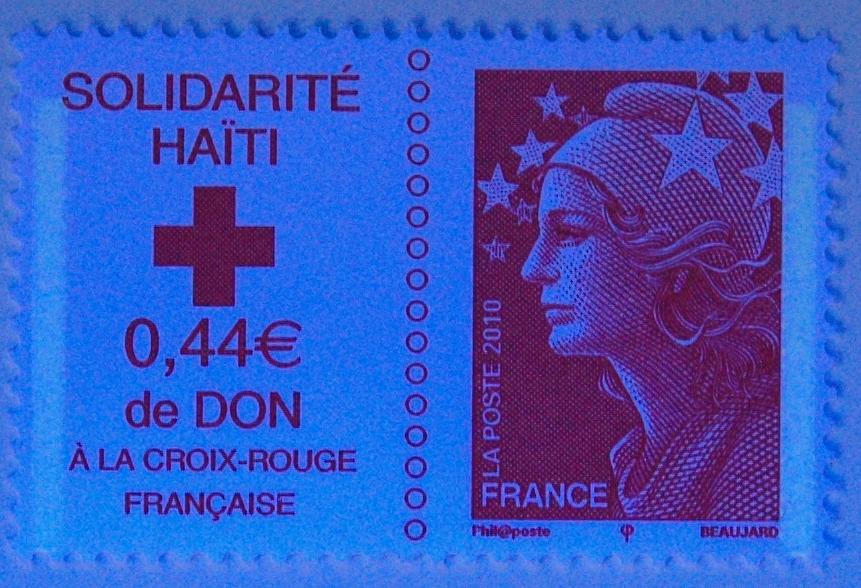 SOLIDARITÉ
HAÏTI
0,44€
de DON
À LA CROIX-ROUGE
FRANÇAISE
LA POSTE 2010
FRANCE
Phil@poste
φ
BEAUJARD